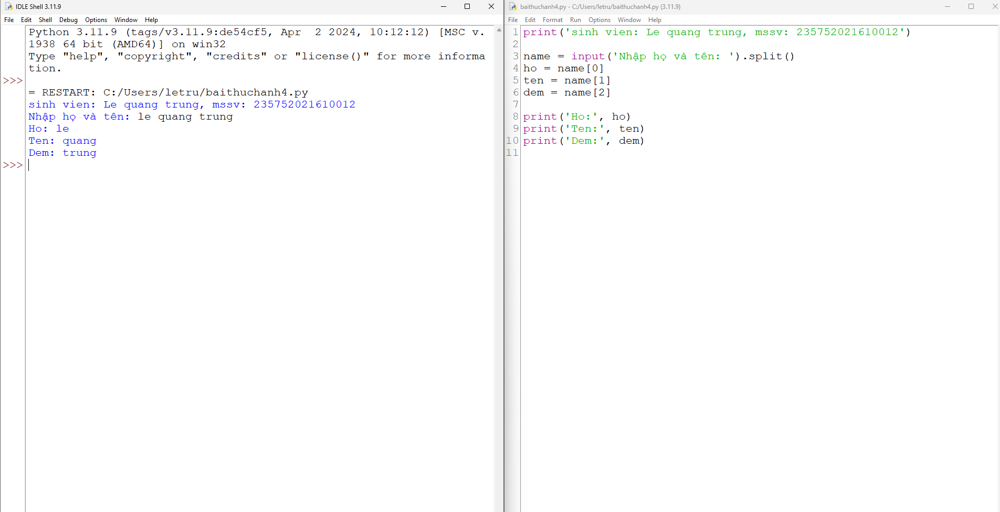 IDLE Shell 3.11.9
File Edit Shell Debug Options Window Help
Python 3.11.9 (tags/v3.11.9:de54cf5, Apr  2 2024, 10:12:12) [MSC v.
1938 64 bit (AMD64)] on win32
Type "help", "copyright", "credits" or "license()" for more informa
tion.
>>>
= RESTART: C:/Users/letru/baithuchanh4.py
sinh vien: Le quang trung, mssv: 235752021610012
Nhập họ và tên: le quang trung
Ho: le
Ten: quang
Dem: trung
>>>
baithuchanh4.py - C:/Users/letru/baithuchanh4.py (3.11.9)
File Edit Format Run Options Window Help
1 print('sinh vien: Le quang trung, mssv: 235752021610012')
2
3 name = input('Nhập họ và tên: ').split()
4 ho = name[0]
5 ten = name[1]
6 dem = name[2]
7
8 print('Ho:', ho)
9 print('Ten:', ten)
10 print('Dem:', dem)
11